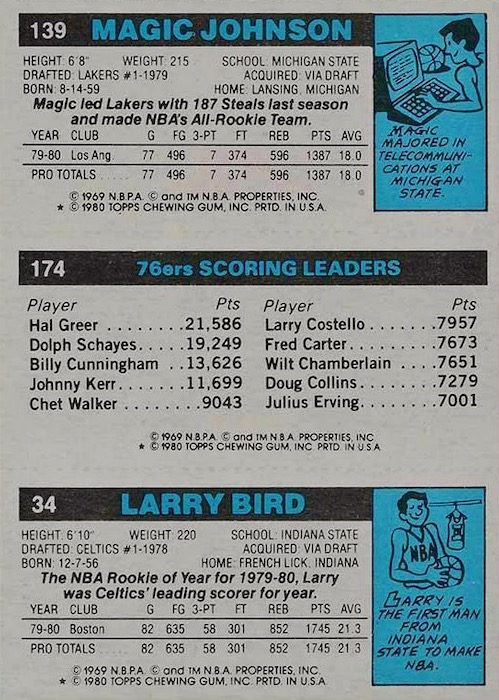 139 MAGIC JOHNSON
HEIGHT: 6'8" WEIGHT: 215 SCHOOL: MICHIGAN STATE
DRAFTED: LAKERS #1-1979 ACQUIRED: VIA DRAFT
BORN: 8-14-59 HOME: LANSING, MICHIGAN
Magic led Lakers with 187 Steals last season
and made NBA's All-Rookie Team.
YEAR CLUB G FG 3-PT FT REB PTS AVG
79-80 Los Ang. 77 496 7 374 596 1387 18.0
PRO TOTALS ..... 77 496 7 374 596 1387 18.0
© 1969 N.B.P.A. © and TM N.B.A. PROPERTIES, INC.
★ © 1980 TOPPS CHEWING GUM, INC. PRTD. IN U.S.A.
MAGIC
MAJORED IN
TELECOMMUNI-
CATIONS AT
MICHIGAN
STATE.
174 76ers SCORING LEADERS
Player Pts Player Pts
Hal Greer ........21,586 Larry Costello.......7957
Dolph Schayes.....19,249 Fred Carter..........7673
Billy Cunningham ..13,626 Wilt Chamberlain ....7651
Johnny Kerr.......11,699 Doug Collins.........7279
Chet Walker ........9043 Julius Erving........7001
© 1969 N.B.P.A. © and TM N.B.A. PROPERTIES, INC.
★ © 1980 TOPPS CHEWING GUM, INC. PRTD. IN U.S.A.
34 LARRY BIRD
HEIGHT: 6'10" WEIGHT: 220 SCHOOL: INDIANA STATE
DRAFTED: CELTICS #1-1978 ACQUIRED: VIA DRAFT
BORN: 12-7-56 HOME: FRENCH LICK, INDIANA
The NBA Rookie of Year for 1979-80, Larry
was Celtics' leading scorer for year.
YEAR CLUB G FG 3-PT FT REB PTS AVG
79-80 Boston 82 635 58 301 852 1745 21.3
PRO TOTALS ..... 82 635 58 301 852 1745 21.3
© 1969 N.B.P.A. © and TM N.B.A. PROPERTIES, INC.
★ © 1980 TOPPS CHEWING GUM, INC. PRTD. IN U.S.A.
NBA
LARRY IS
THE FIRST MAN
FROM
INDIANA
STATE TO MAKE
NBA.